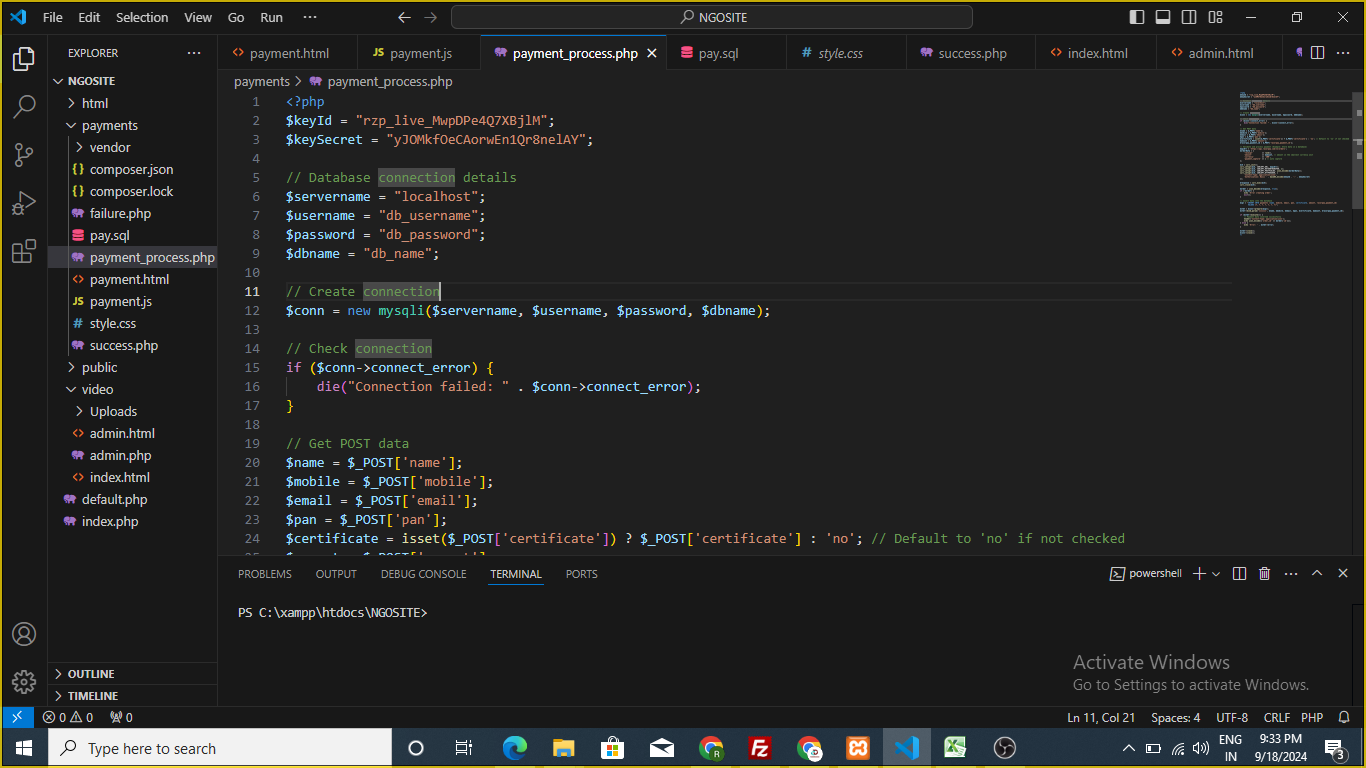 File Edit Selection View Go Run ··· NGOSITE
EXPLORER ···
NGOSITE
html
payments
vendor
{} composer.json
{} composer.lock
failure.php
pay.sql
payment_process.php
<> payment.html
JS payment.js
# style.css
success.php
public
video
Uploads
<> admin.html
admin.php
<> index.html
default.php
index.php
OUTLINE
TIMELINE
<> payment.html JS payment.js payment_process.php pay.sql # style.css success.php <> index.html <> admin.html
payments > payment_process.php
1 <?php
2 $keyId = "rzp_live_MwpDPe4Q7XBjlM";
3 $keySecret = "yJOMkfOeCAorwEn1Qr8nelAY";
4
5 // Database connection details
6 $servername = "localhost";
7 $username = "db_username";
8 $password = "db_password";
9 $dbname = "db_name";
10
11 // Create connection
12 $conn = new mysqli($servername, $username, $password, $dbname);
13
14 // Check connection
15 if ($conn->connect_error) {
16 die("Connection failed: " . $conn->connect_error);
17 }
18
19 // Get POST data
20 $name = $_POST['name'];
21 $mobile = $_POST['mobile'];
22 $email = $_POST['email'];
23 $pan = $_POST['pan'];
24 $certificate = isset($_POST['certificate']) ? $_POST['certificate'] : 'no'; // Default to 'no' if not checked
PROBLEMS OUTPUT DEBUG CONSOLE TERMINAL PORTS powershell
PS C:\xampp\htdocs\NGOSITE>
Activate Windows
Go to Settings to activate Windows.
0 0 0 Ln 11, Col 21 Spaces: 4 UTF-8 CRLF PHP
Type here to search
ENG
IN
9:33 PM
9/18/2024
3